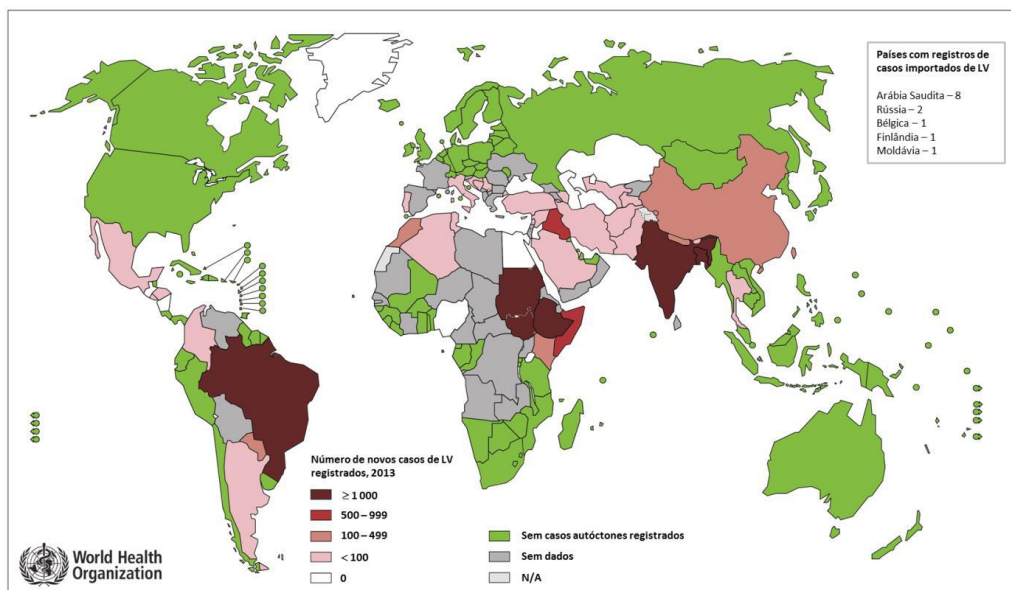 Países com registros de
casos importados de LV
Arábia Saudita – 8
Rússia – 2
Bélgica – 1
Finlândia – 1
Moldávia – 1
Número de novos casos de LV
registrados, 2013
≥ 1 000
500 – 999
100 – 499
< 100
0
Sem casos autóctones registrados
Sem dados
N/A
World Health
Organization